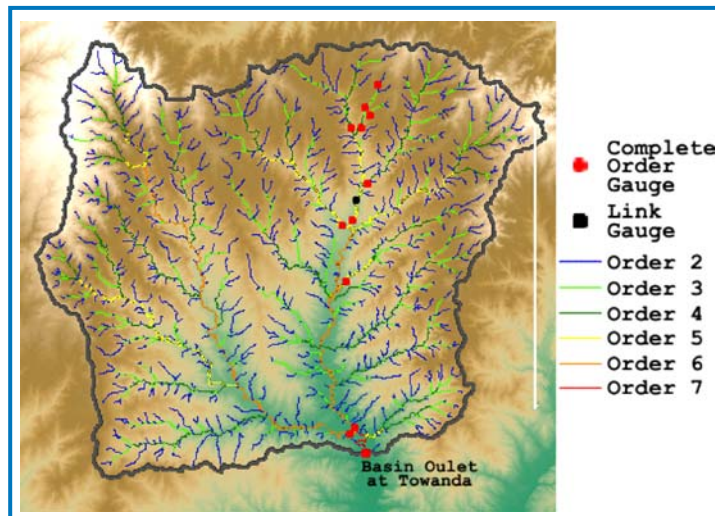 Complete
Order
Gauge
Link
Gauge
Order 2
Order 3
Order 4
Order 5
Order 6
Order 7
Basin Oulet
at Towanda